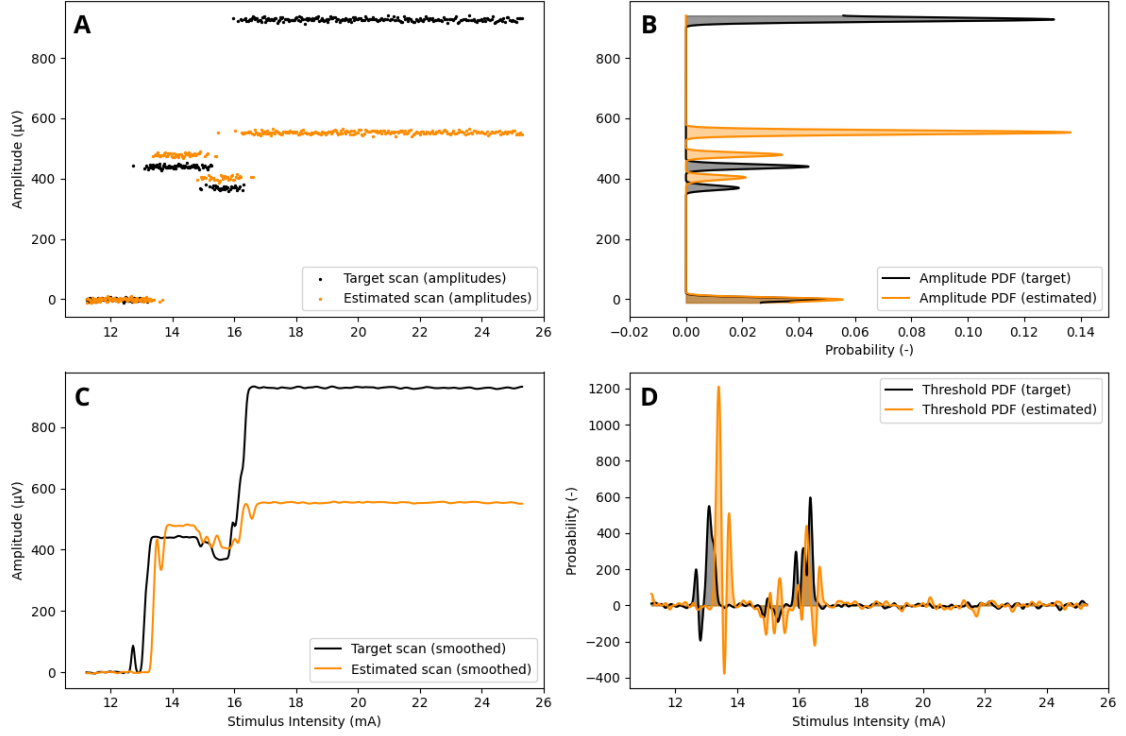 A
Amplitude (μV)
800
600
400
200
0
Target scan (amplitudes)
Estimated scan (amplitudes)
12 14 16 18 20 22 24 26
B
800
600
400
200
0
Amplitude PDF (target)
Amplitude PDF (estimated)
−0.02 0.00 0.02 0.04 0.06 0.08 0.10 0.12 0.14
Probability (-)
C
Amplitude (μV)
800
600
400
200
0
Target scan (smoothed)
Estimated scan (smoothed)
12 14 16 18 20 22 24 26
Stimulus Intensity (mA)
D
Probability (-)
1200
1000
800
600
400
200
0
−200
−400
Threshold PDF (target)
Threshold PDF (estimated)
12 14 16 18 20 22 24 26
Stimulus Intensity (mA)